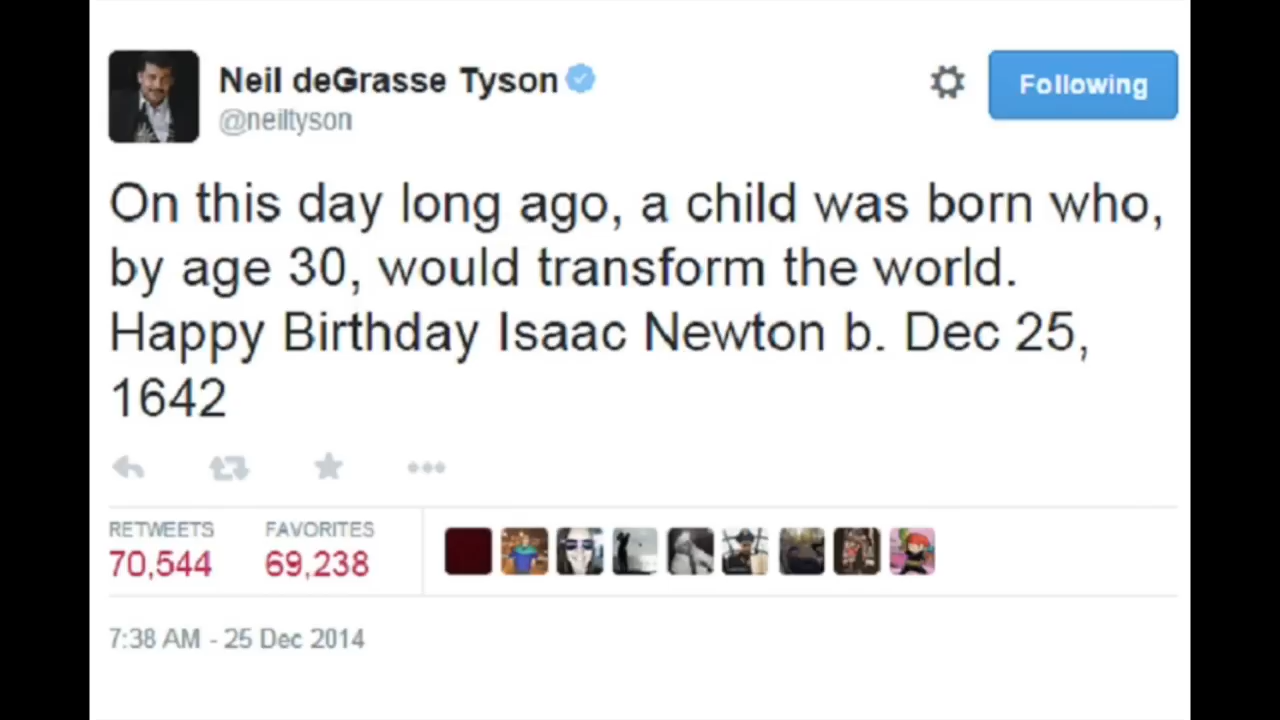 Neil deGrasse Tyson
@neiltyson
Following
On this day long ago, a child was born who,
by age 30, would transform the world.
Happy Birthday Isaac Newton b. Dec 25,
1642
RETWEETS FAVORITES
70,544 69,238
7:38 AM - 25 Dec 2014